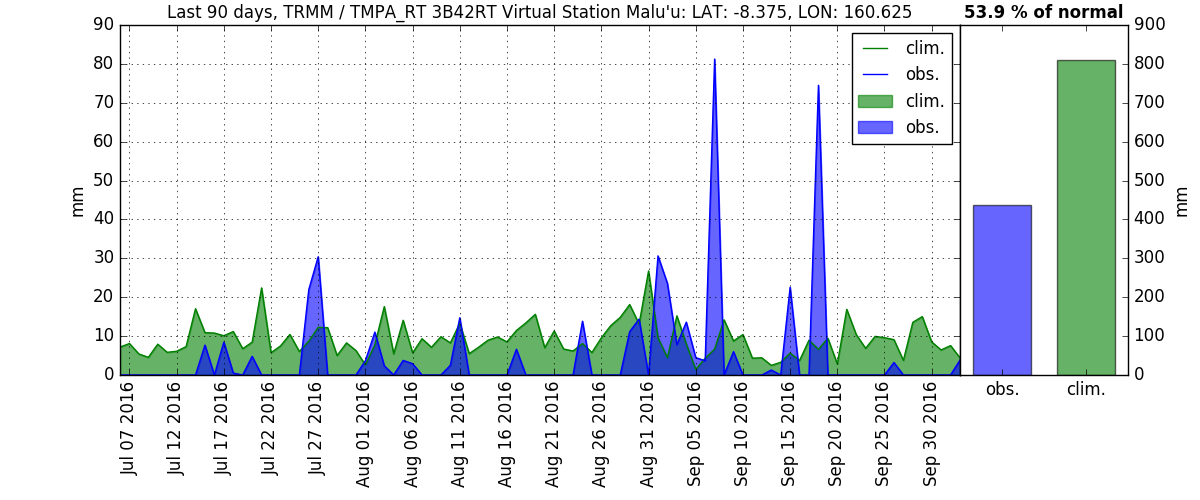 Last 90 days, TRMM / TMPA_RT 3B42RT Virtual Station Malu'u: LAT: -8.375, LON: 160.625
53.9 % of normal
90
80
70
60
50
40
30
20
10
0
mm
clim.
obs.
clim.
obs.
Jul 07 2016
Jul 12 2016
Jul 17 2016
Jul 22 2016
Jul 27 2016
Aug 01 2016
Aug 06 2016
Aug 11 2016
Aug 16 2016
Aug 21 2016
Aug 26 2016
Aug 31 2016
Sep 05 2016
Sep 10 2016
Sep 15 2016
Sep 20 2016
Sep 25 2016
Sep 30 2016
900
800
700
600
500
400
300
200
100
0
mm
obs.
clim.